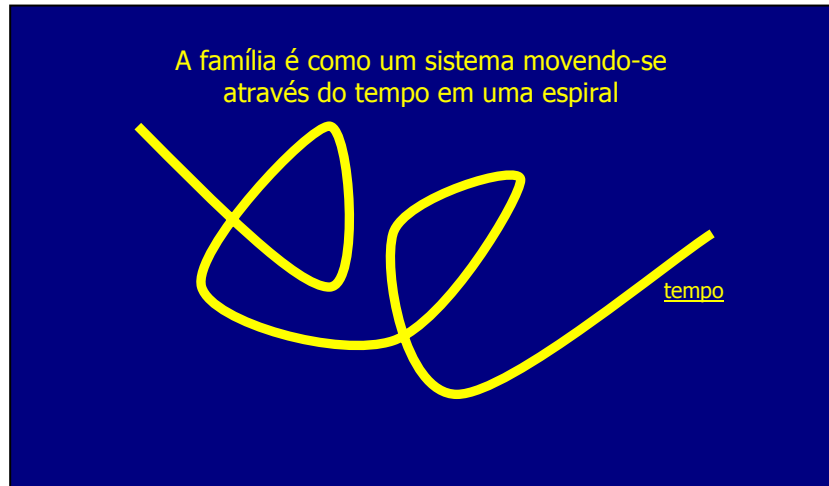 A família é como um sistema movendo-se
através do tempo em uma espiral
tempo